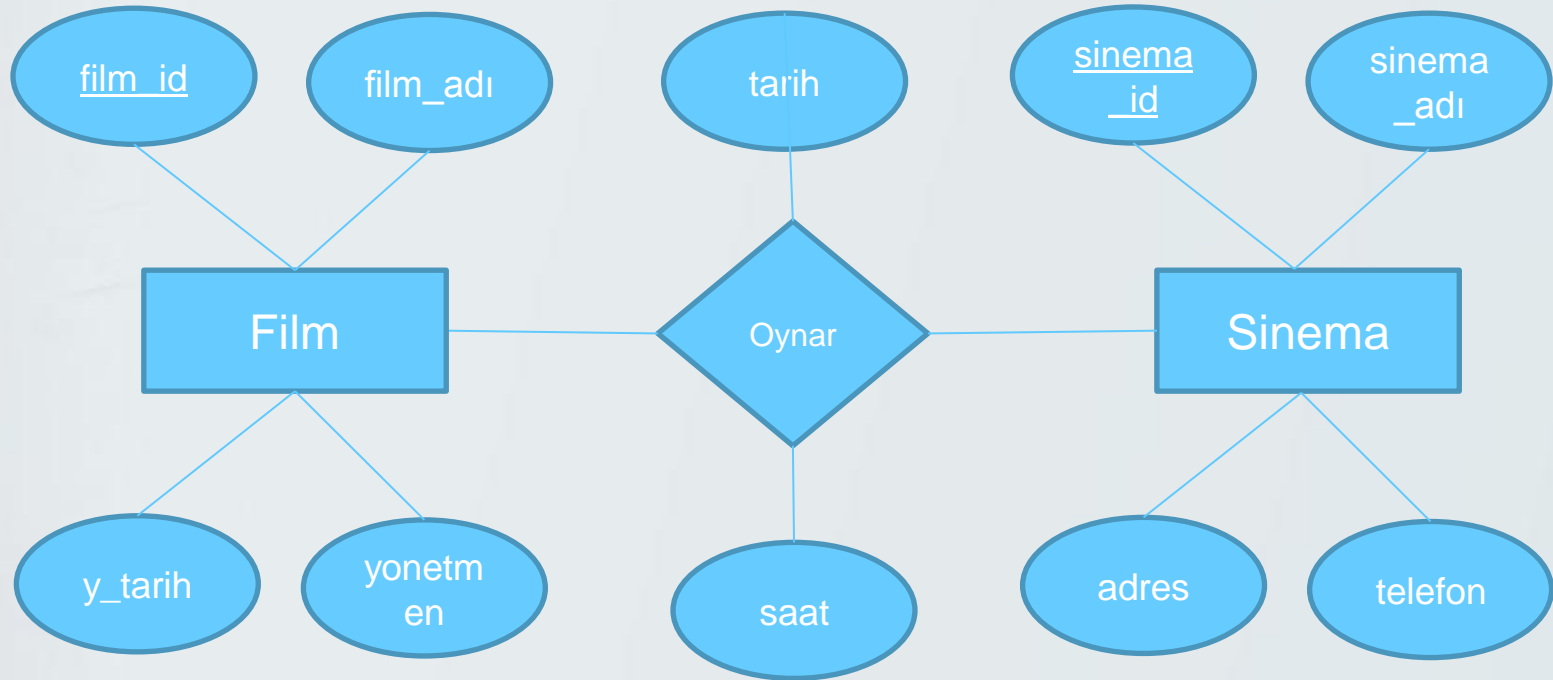 film_id
film_adı
tarih
sinema
_id
sinema
_adı
Film
Oynar
Sinema
y_tarih
yonetm
en
saat
adres
telefon